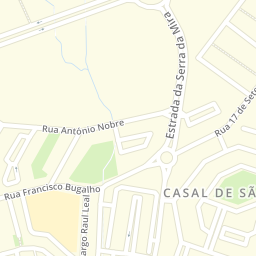 Estrada da Serra da Mira
Rua António Nobre
Rua 17 de Sete
Rua Francisco Bugalho
CASAL DE SÃ
argo Raul Leal